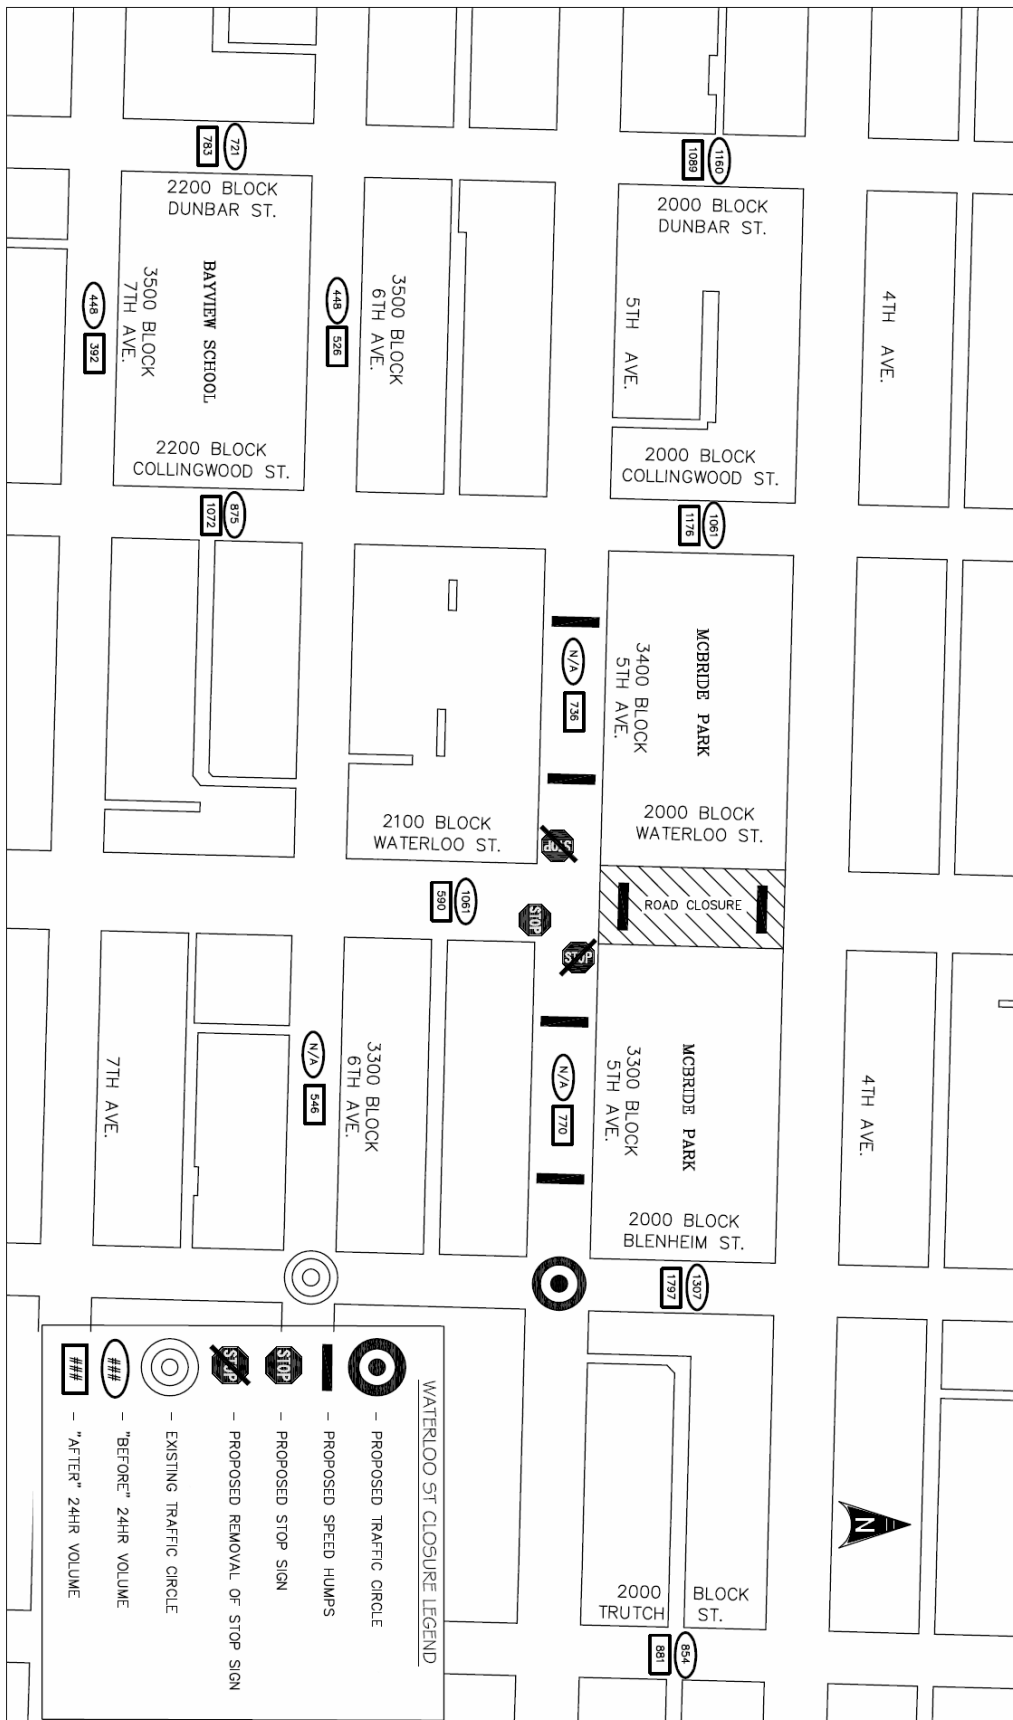 721
783
1160
1089
2200 BLOCK
DUNBAR ST.
2000 BLOCK
DUNBAR ST.
BAYVIEW SCHOOL
3500 BLOCK
7TH AVE.
448
392
448
526
3500 BLOCK
6TH AVE.
5TH AVE.
4TH AVE.
2200 BLOCK
COLLINGWOOD ST.
2000 BLOCK
COLLINGWOOD ST.
875
1072
1061
1176
N/A
736
3400 BLOCK
5TH AVE.
MCBRIDE PARK
2100 BLOCK
WATERLOO ST.
2000 BLOCK
WATERLOO ST.
STOP
1061
590
STOP
ROAD CLOSURE
STOP
N/A
546
3300 BLOCK
6TH AVE.
7TH AVE.
N/A
770
3300 BLOCK
5TH AVE.
MCBRIDE PARK
4TH AVE.
2000 BLOCK
BLENHEIM ST.
1307
1797
WATERLOO ST CLOSURE LEGEND
- PROPOSED TRAFFIC CIRCLE
- PROPOSED SPEED HUMPS
STOP - PROPOSED STOP SIGN
STOP - PROPOSED REMOVAL OF STOP SIGN
- EXISTING TRAFFIC CIRCLE
### - "BEFORE" 24HR VOLUME
### - "AFTER" 24HR VOLUME
N
2000 BLOCK
TRUTCH ST.
854
881